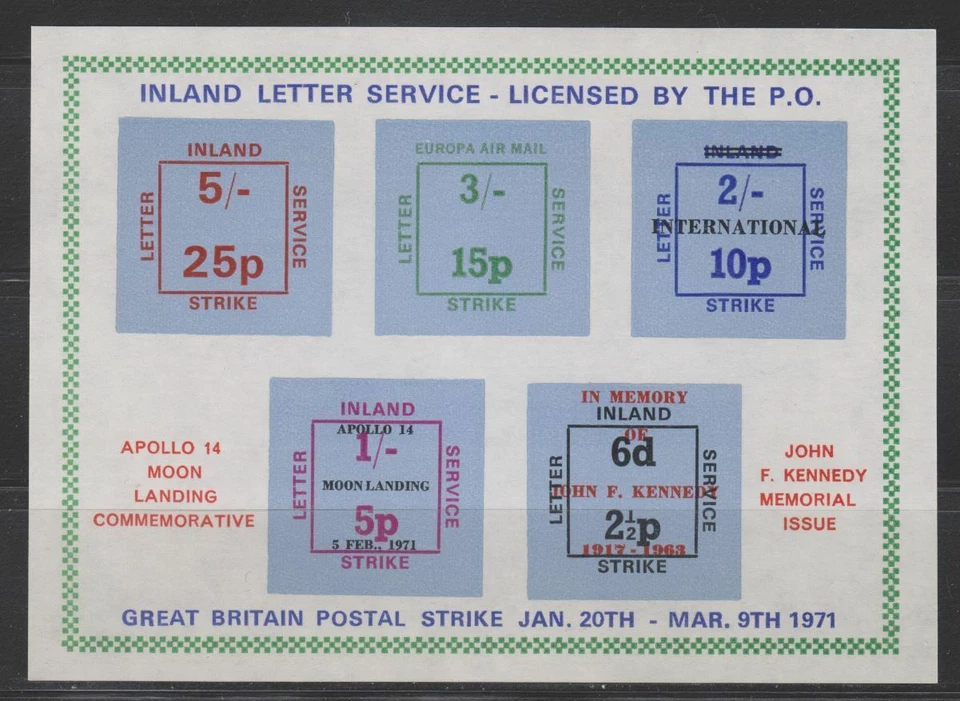 INLAND LETTER SERVICE - LICENSED BY THE P.O.
INLAND
5/-
LETTER
SERVICE
25p
STRIKE
EUROPA AIR MAIL
3/-
LETTER
SERVICE
15p
STRIKE
INLAND
2/-
LETTER
SERVICE
INTERNATIONAL
10p
STRIKE
APOLLO 14
MOON
LANDING
COMMEMORATIVE
INLAND
APOLLO 14
1/-
LETTER
SERVICE
MOON LANDING
5p
5 FEB., 1971
STRIKE
IN MEMORY
INLAND
OF
6d
LETTER
SERVICE
JOHN F. KENNEDY
2½p
1917 - 1963
STRIKE
JOHN
F. KENNEDY
MEMORIAL
ISSUE
GREAT BRITAIN POSTAL STRIKE JAN. 20TH - MAR. 9TH 1971